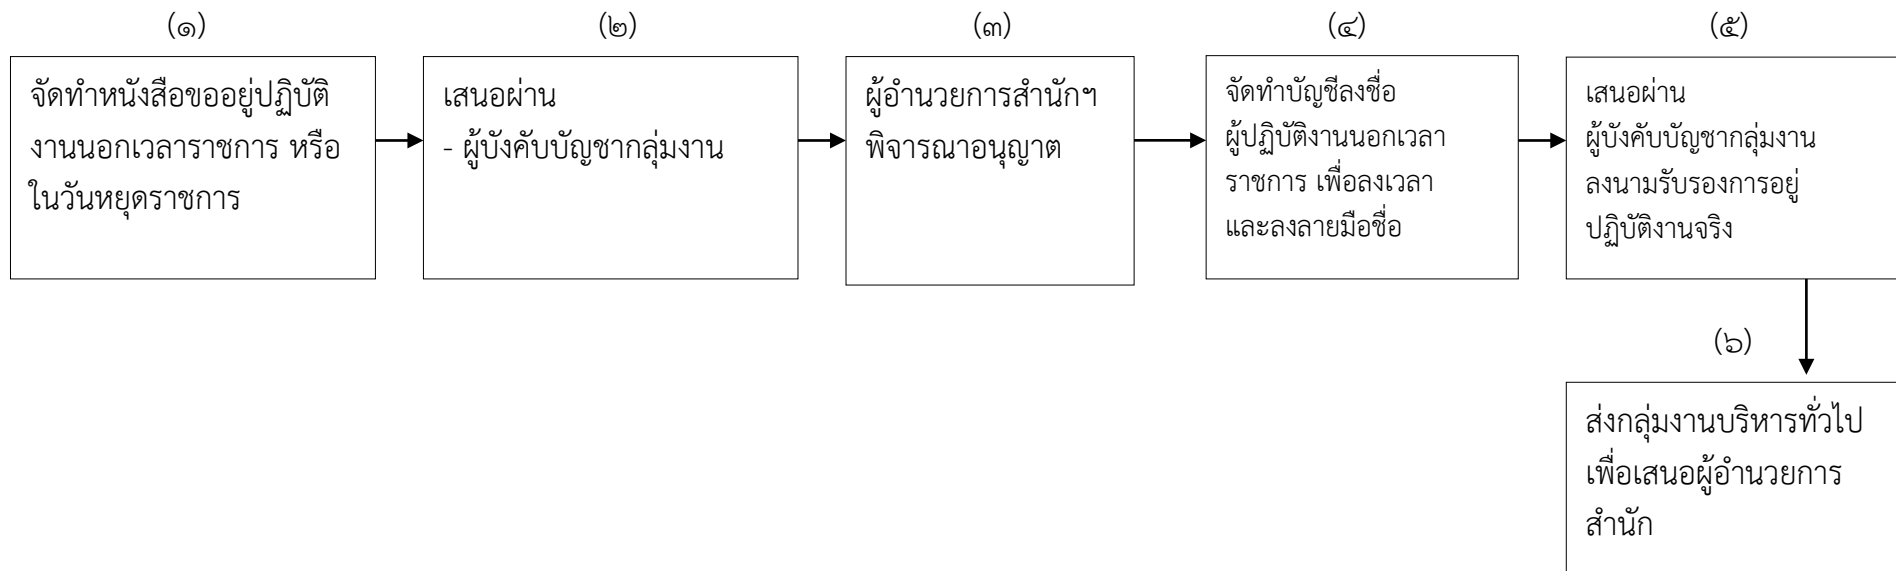 (๑)
จัดทำหนังสือขออยู่ปฏิบัติ
งานนอกเวลาราชการ หรือ
ในวันหยุดราชการ
(๒)
เสนอผ่าน
- ผู้บังคับบัญชากลุ่มงาน
(๓)
ผู้อำนวยการสำนักฯ
พิจารณาอนุญาต
(๔)
จัดทำบัญชีลงชื่อ
ผู้ปฏิบัติงานนอกเวลา
ราชการ เพื่อลงเวลา
และลงลายมือชื่อ
(๕)
เสนอผ่าน
ผู้บังคับบัญชากลุ่มงาน
ลงนามรับรองการอยู่
ปฏิบัติงานจริง
(๖)
ส่งกลุ่มงานบริหารทั่วไป
เพื่อเสนอผู้อำนวยการ
สำนัก